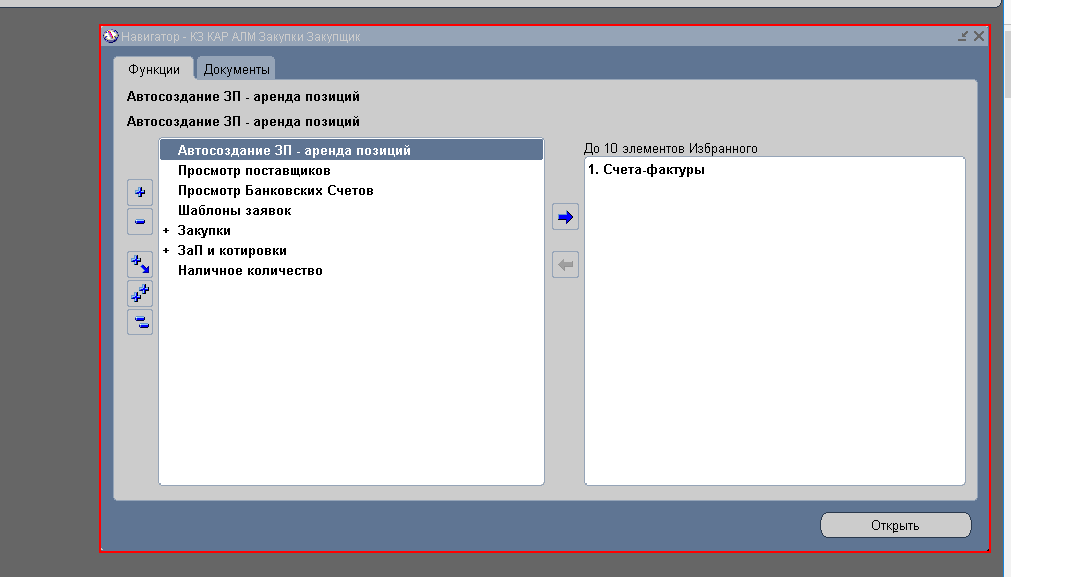 Навигатор - КЗ КАР АЛМ Закупки Закупщик
Функции
Документы
Автосоздание ЗП - аренда позиций
Автосоздание ЗП - аренда позиций
Автосоздание ЗП - аренда позиций
Просмотр поставщиков
Просмотр Банковских Счетов
Шаблоны заявок
+ Закупки
+ ЗаП и котировки
Наличное количество
До 10 элементов Избранного
1. Счета-фактуры
Открыть